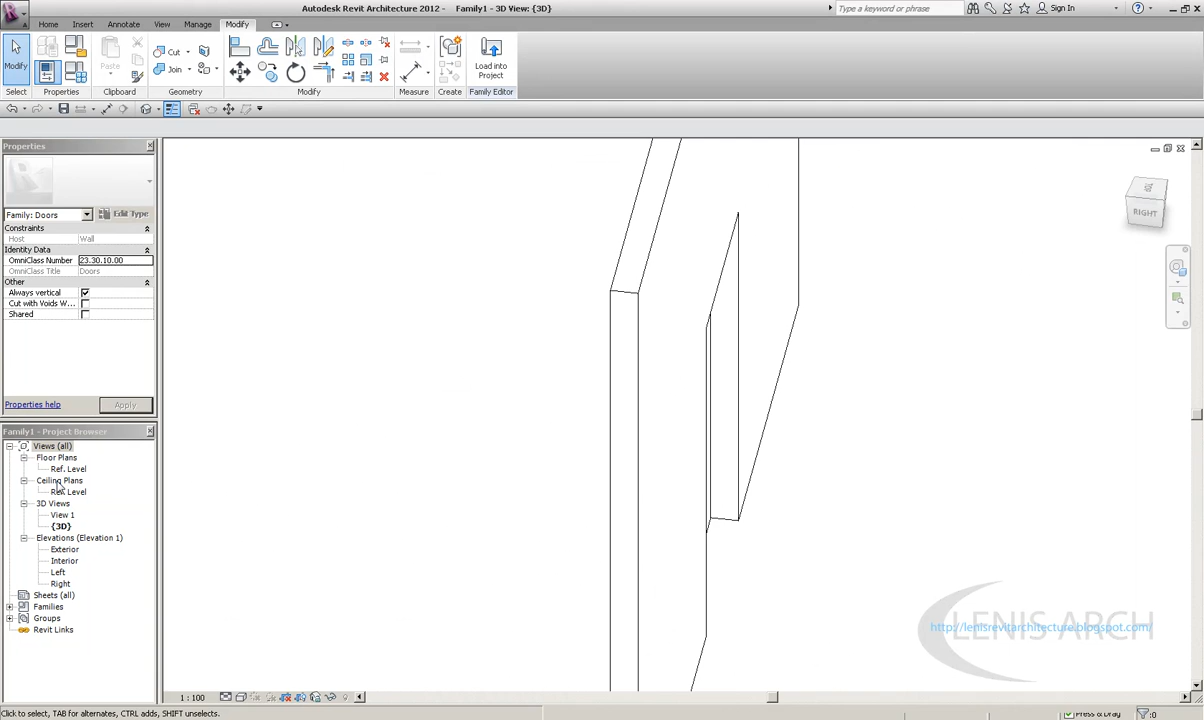 Autodesk Revit Architecture 2012 - Family1 - 3D View: {3D}
Type a keyword or phrase
Sign In
Home Insert Annotate View Manage Modify
Modify
Paste
Cut
Join
Load into
Project
Select Properties Clipboard Geometry Modify Measure Create Family Editor
Properties
Family: Doors
Edit Type
Constraints
Host Wall
Identity Data
OmniClass Number 23.30.10.00
OmniClass Title Doors
Other
Always vertical
Cut with Voids W...
Shared
Properties help
Apply
RIGHT
Family1 - Project Browser
Views (all)
Floor Plans
Ref. Level
Ceiling Plans
Ref. Level
3D Views
View 1
{3D}
Elevations (Elevation 1)
Exterior
Interior
Left
Right
Sheets (all)
Families
Groups
Revit Links
LENIS ARCH
http://lenisrevitarchitecture.blogspot.com/
1 : 100
Click to select, TAB for alternates, CTRL adds, SHIFT unselects.
Press & Drag
:0